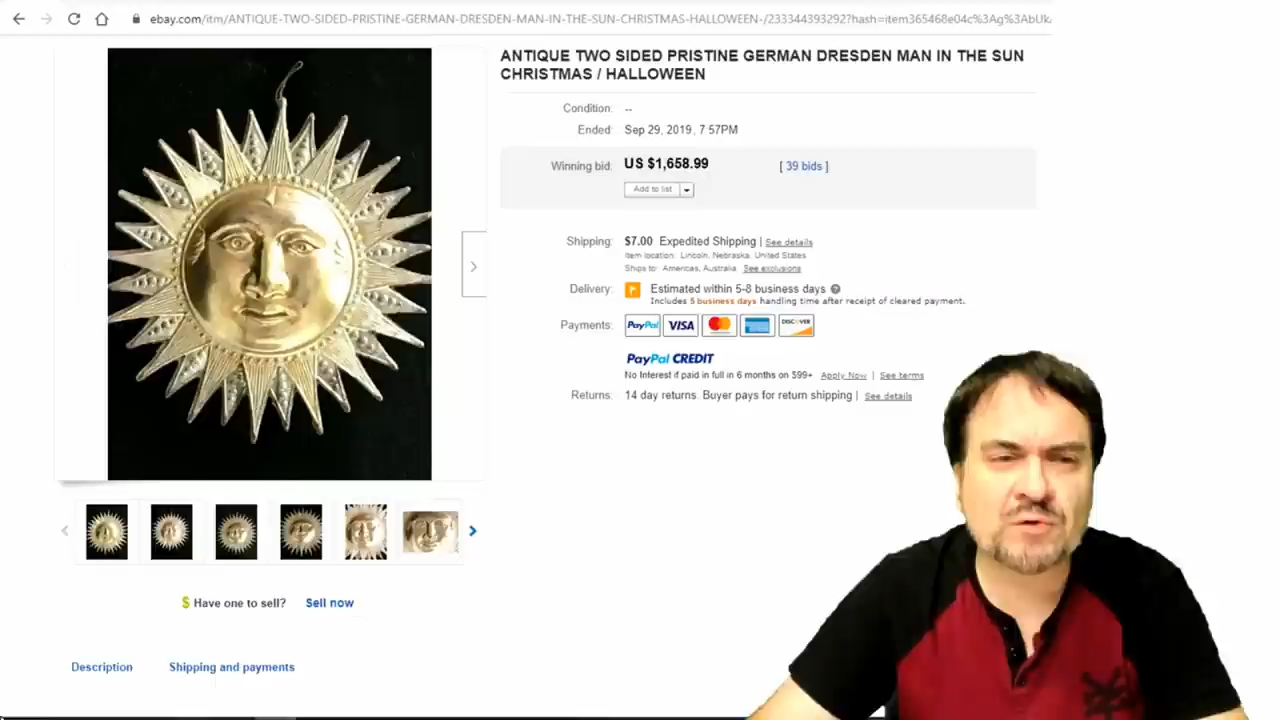 ebay.com/itm/ANTIQUE-TWO-SIDED-PRISTINE-GERMAN-DRESDEN-MAN-IN-THE-SUN-CHRISTMAS-HALLOWEEN-/233344393292?hash=item365468e04c%3Ag%3AbUk
ANTIQUE TWO SIDED PRISTINE GERMAN DRESDEN MAN IN THE SUN
CHRISTMAS / HALLOWEEN
Condition: --
Ended: Sep 29, 2019 , 7:57PM
Winning bid: US $1,658.99 [ 39 bids ]
Add to list
Shipping: $7.00 Expedited Shipping | See details
Item location: Lincoln, Nebraska, United States
Ships to: Americas, Australia See exclusions
Delivery: Estimated within 5-8 business days ?
Includes 5 business days handling time after receipt of cleared payment.
Payments: PayPal VISA DISCOVER
PayPal CREDIT
No Interest if paid in full in 6 months on $99+ Apply Now | See terms
Returns: 14 day returns. Buyer pays for return shipping | See details
$ Have one to sell? Sell now
Description Shipping and payments